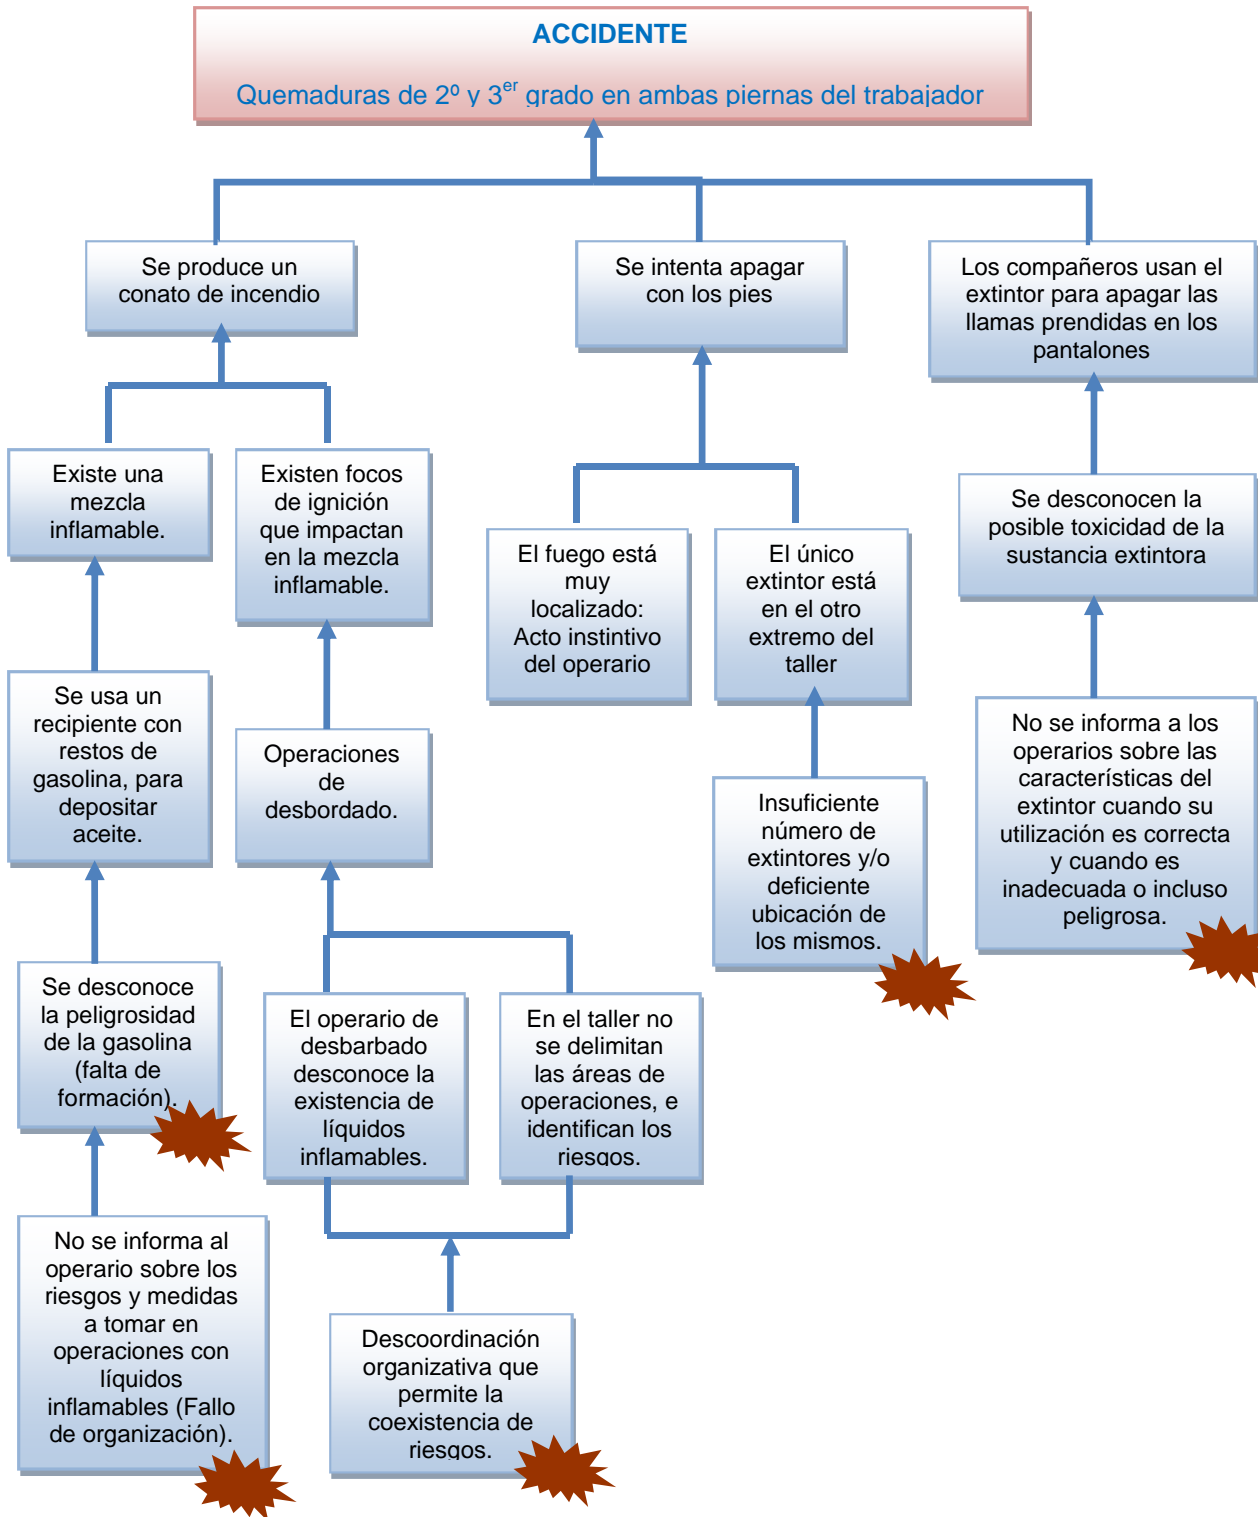 ACCIDENTE
Quemaduras de 2º y 3er grado en ambas piernas del trabajador
Se produce un
conato de incendio
Se intenta apagar
con los pies
Los compañeros usan el
extintor para apagar las
llamas prendidas en los
pantalones
Existe una
mezcla
inflamable.
Existen focos
de ignición
que impactan
en la mezcla
inflamable.
El fuego está
muy
localizado:
Acto instintivo
del operario
El único
extintor está
en el otro
extremo del
taller
Se desconocen la
posible toxicidad de la
sustancia extintora
Se usa un
recipiente con
restos de
gasolina, para
depositar
aceite.
Operaciones
de
desbordado.
Insuficiente
número de
extintores y/o
deficiente
ubicación de
los mismos.
No se informa a los
operarios sobre las
características del
extintor cuando su
utilización es correcta
y cuando es
inadecuada o incluso
peligrosa.
Se desconoce
la peligrosidad
de la gasolina
(falta de
formación).
El operario de
desbarbado
desconoce la
existencia de
líquidos
inflamables.
En el taller no
se delimitan
las áreas de
operaciones, e
identifican los
riesgos.
No se informa al
operario sobre los
riesgos y medidas
a tomar en
operaciones con
líquidos
inflamables (Fallo
de organización).
Descoordinación
organizativa que
permite la
coexistencia de
riesgos.